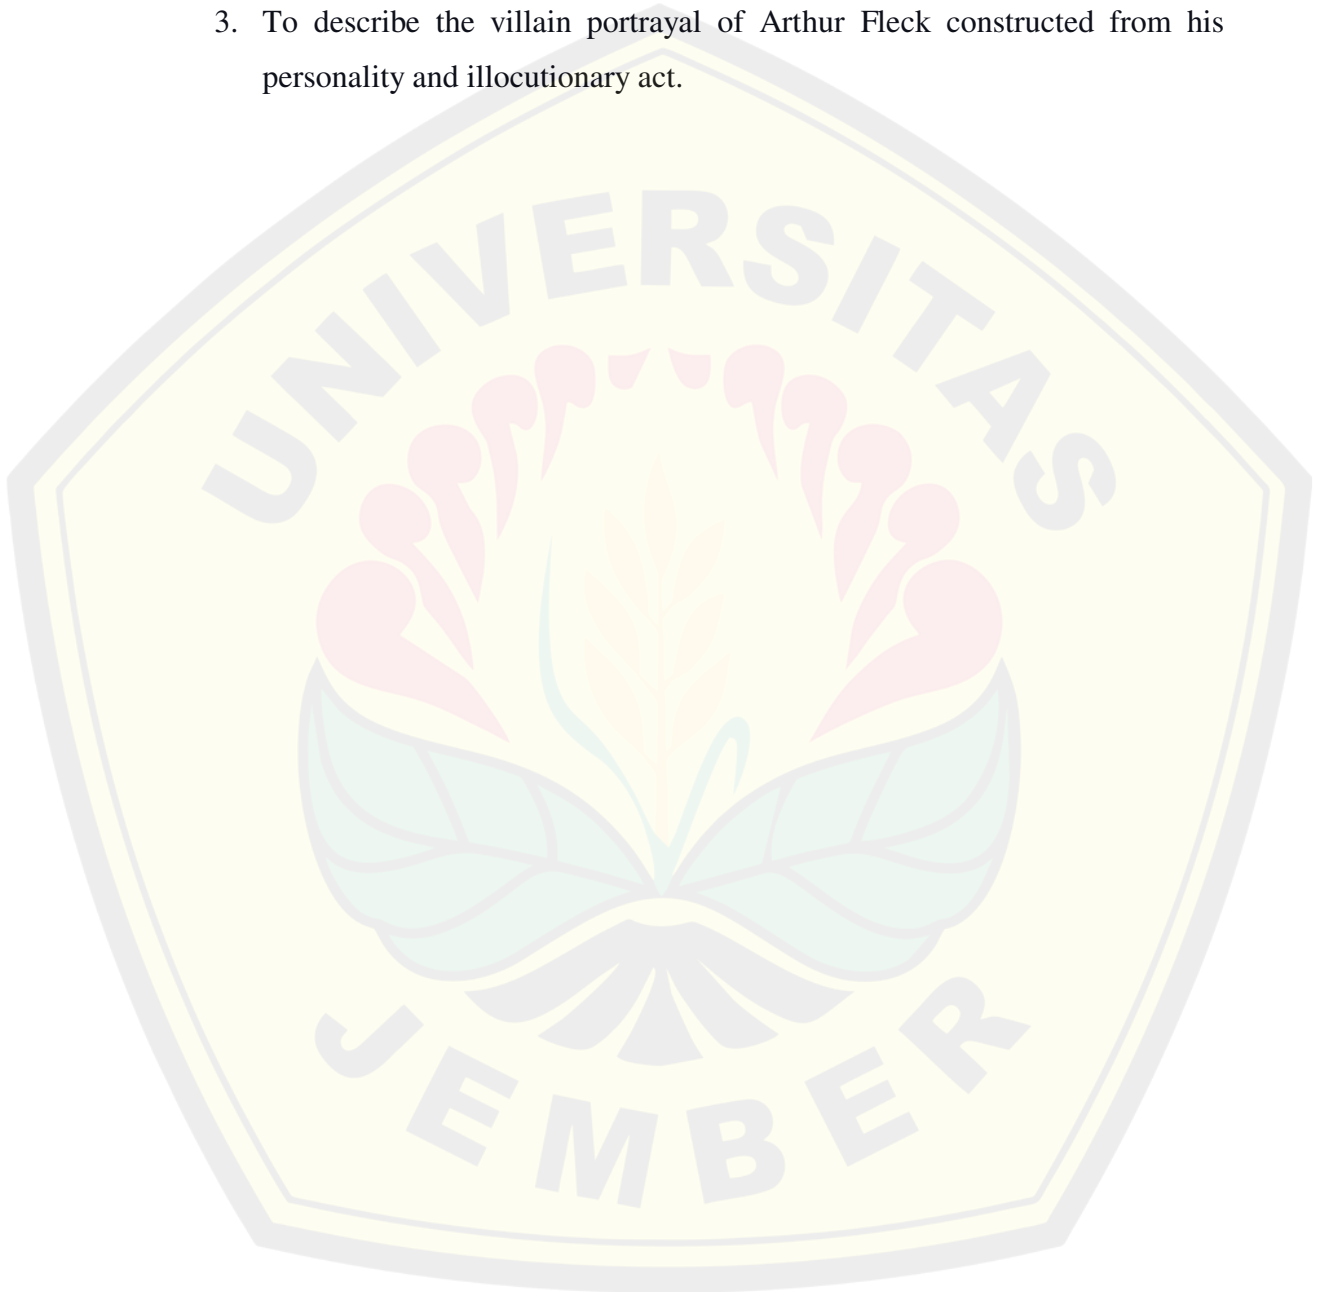 3. To describe the villain portrayal of Arthur Fleck constructed from his
personality and illocutionary act.
UNIVERSITAS
JEMBER